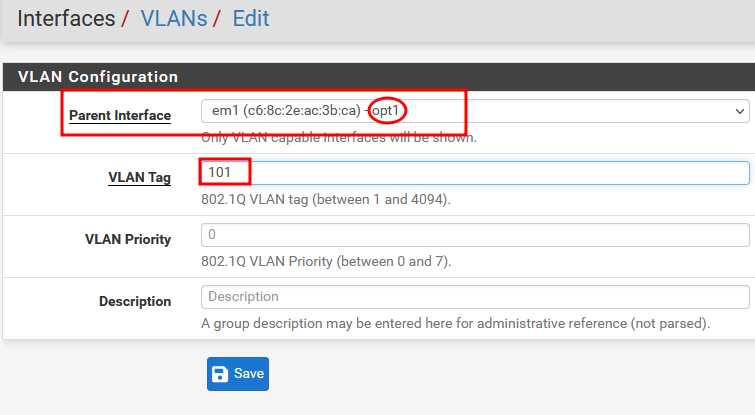 Interfaces / VLANs / Edit
VLAN Configuration
Parent Interface
em1 (c6:8c:2e:ac:3b:ca) - opt1
Only VLAN capable interfaces will be shown.
VLAN Tag
101
802.1Q VLAN tag (between 1 and 4094).
VLAN Priority
0
802.1Q VLAN Priority (between 0 and 7).
Description
Description
A group description may be entered here for administrative reference (not parsed).
Save